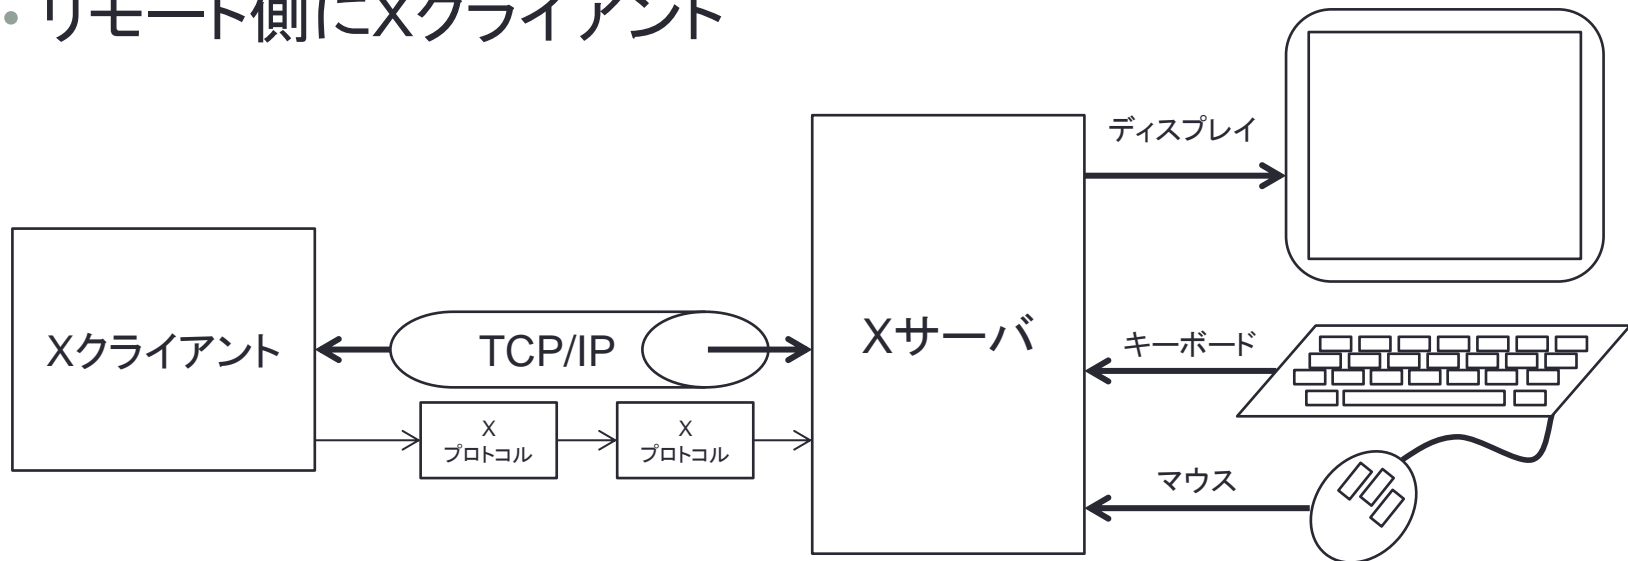 • リモート側にXクライアント
ディスプレイ
Xクライアント
TCP/IP
Xサーバ
キーボード
X
プロトコル
X
プロトコル
マウス